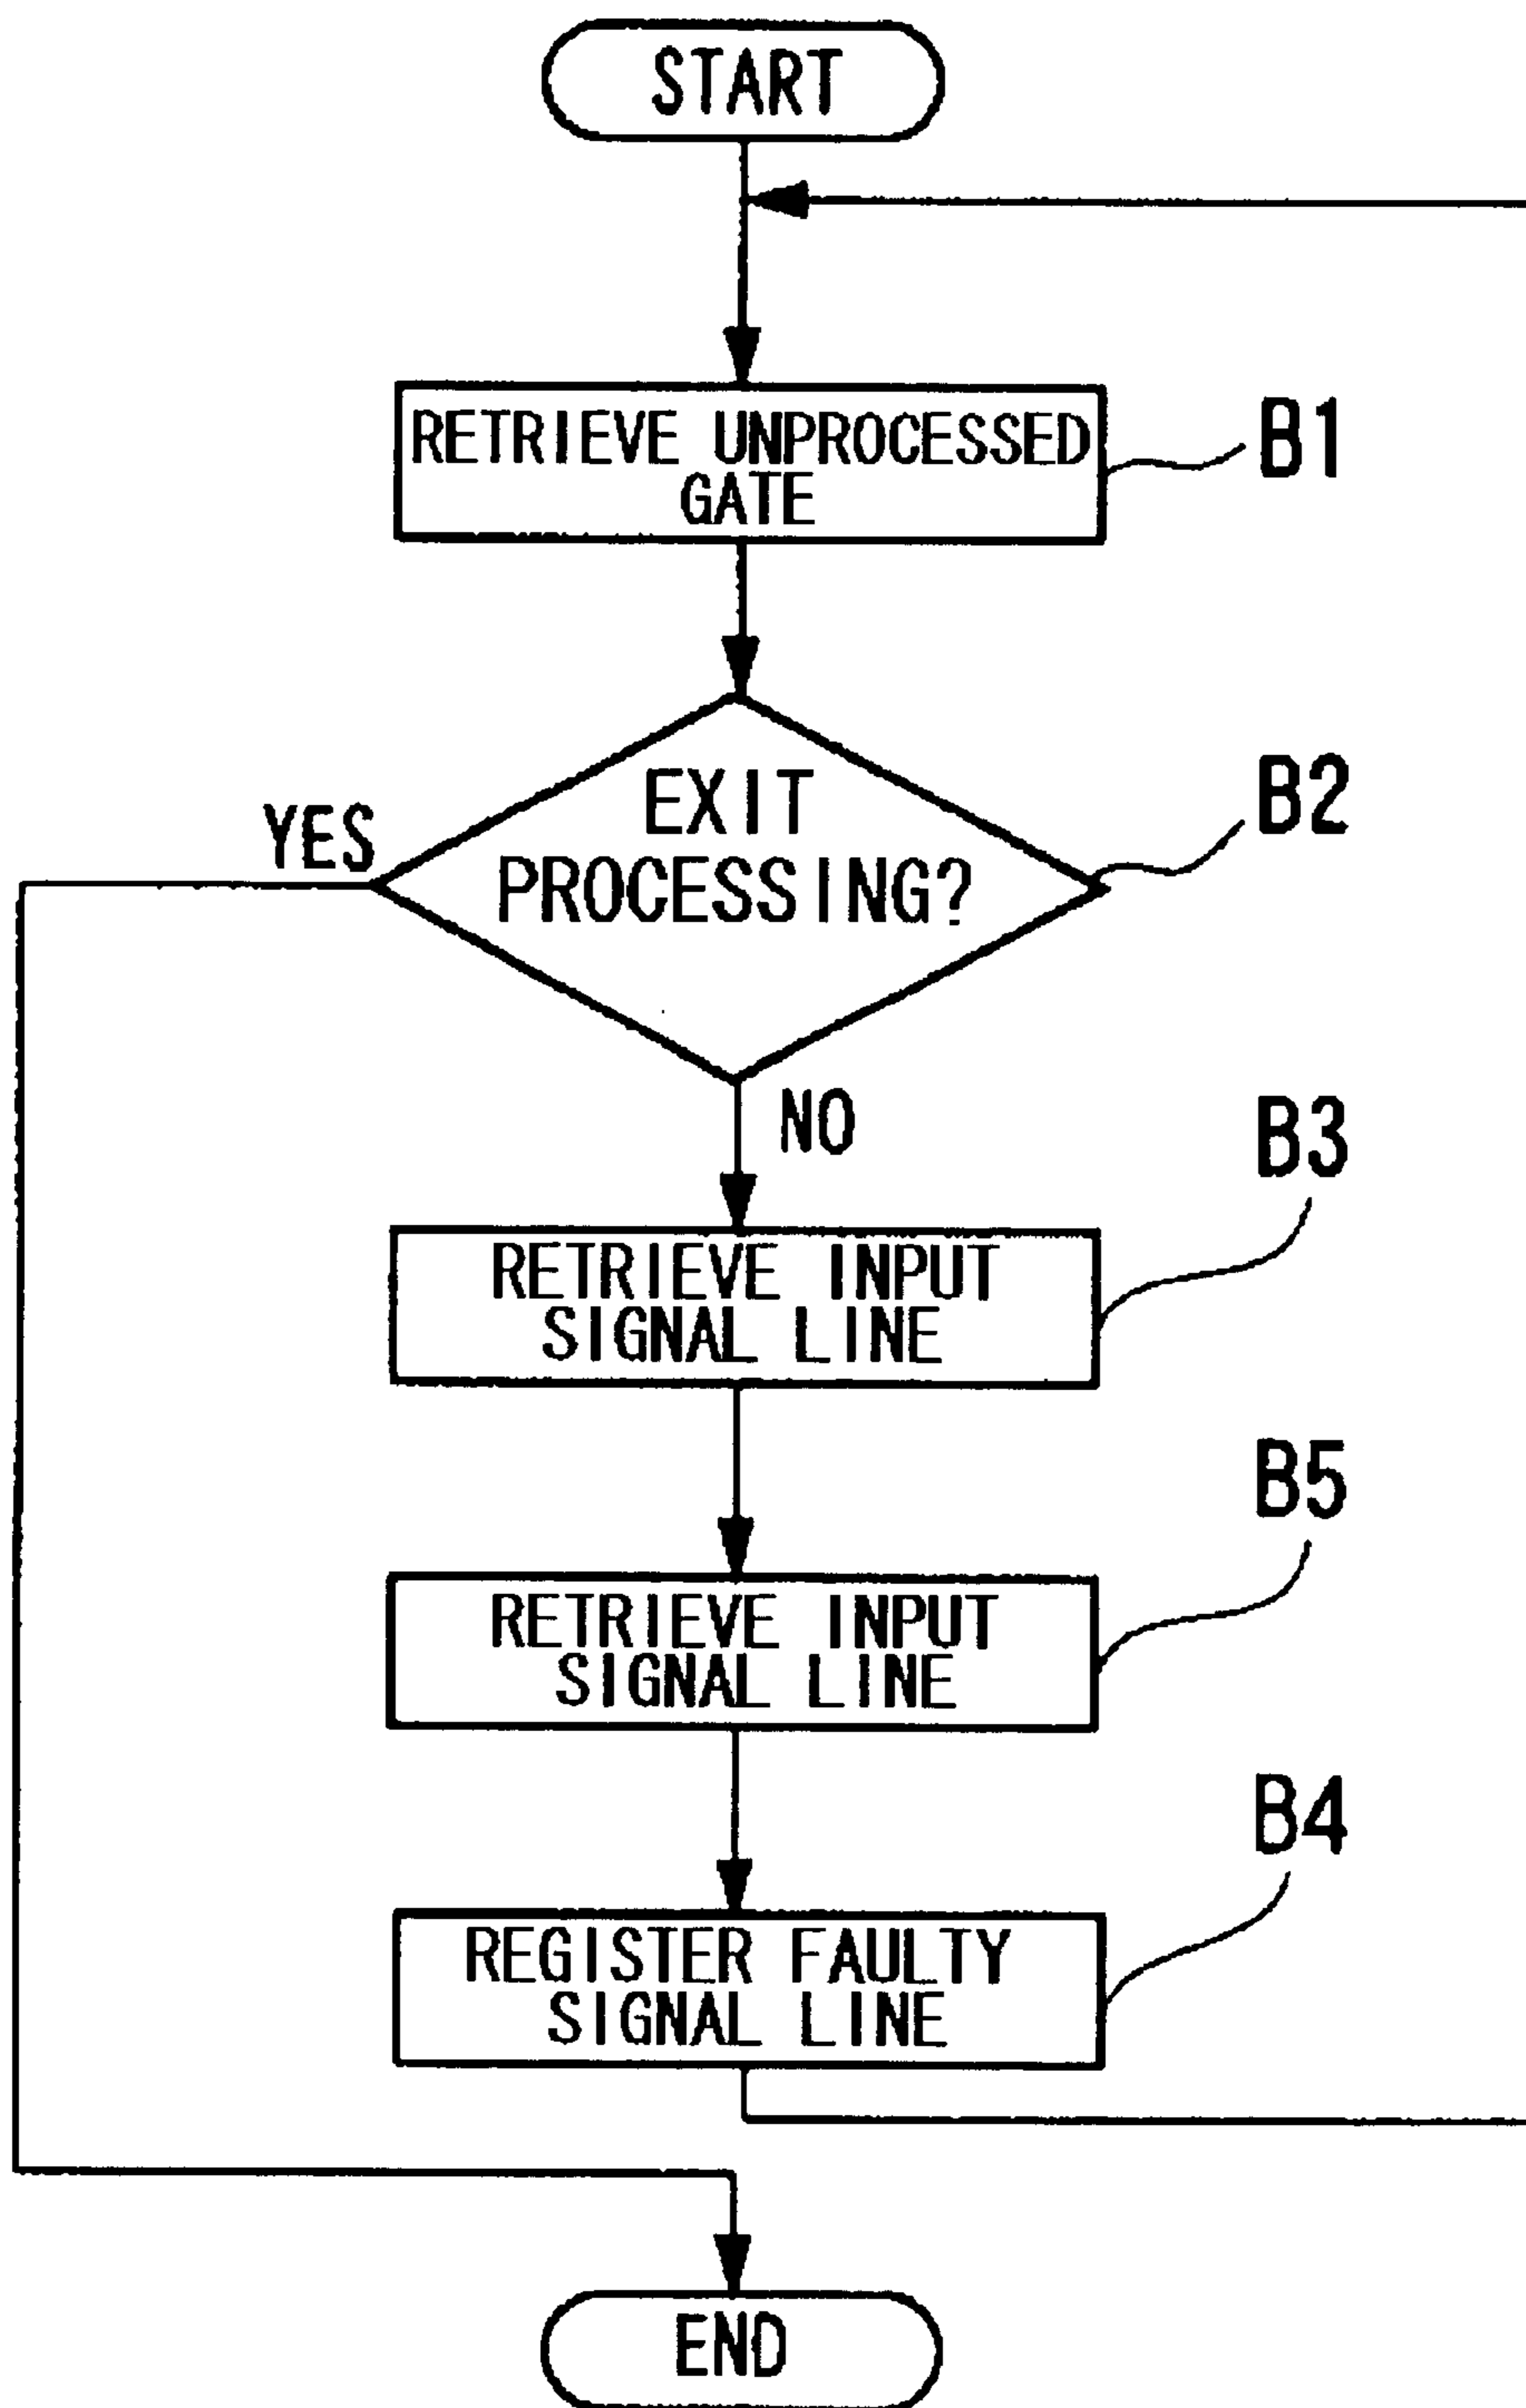 START
RETRIEVE UNPROCESSED
GATE
B1
EXIT
PROCESSING?
B2
YES
NO
RETRIEVE INPUT
SIGNAL LINE
B3
RETRIEVE INPUT
SIGNAL LINE
B5
REGISTER FAULTY
SIGNAL LINE
B4
END